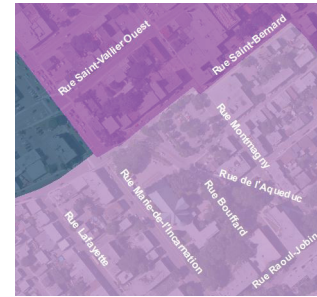 Rue Saint-Vallier Ouest
Rue Saint-Bernard
Rue Montmagny
Rue de l'Aqueduc
Rue Marie-de-l'Incarnation
Rue Bouffard
Rue Lafayette
Rue Raoul-Jobin